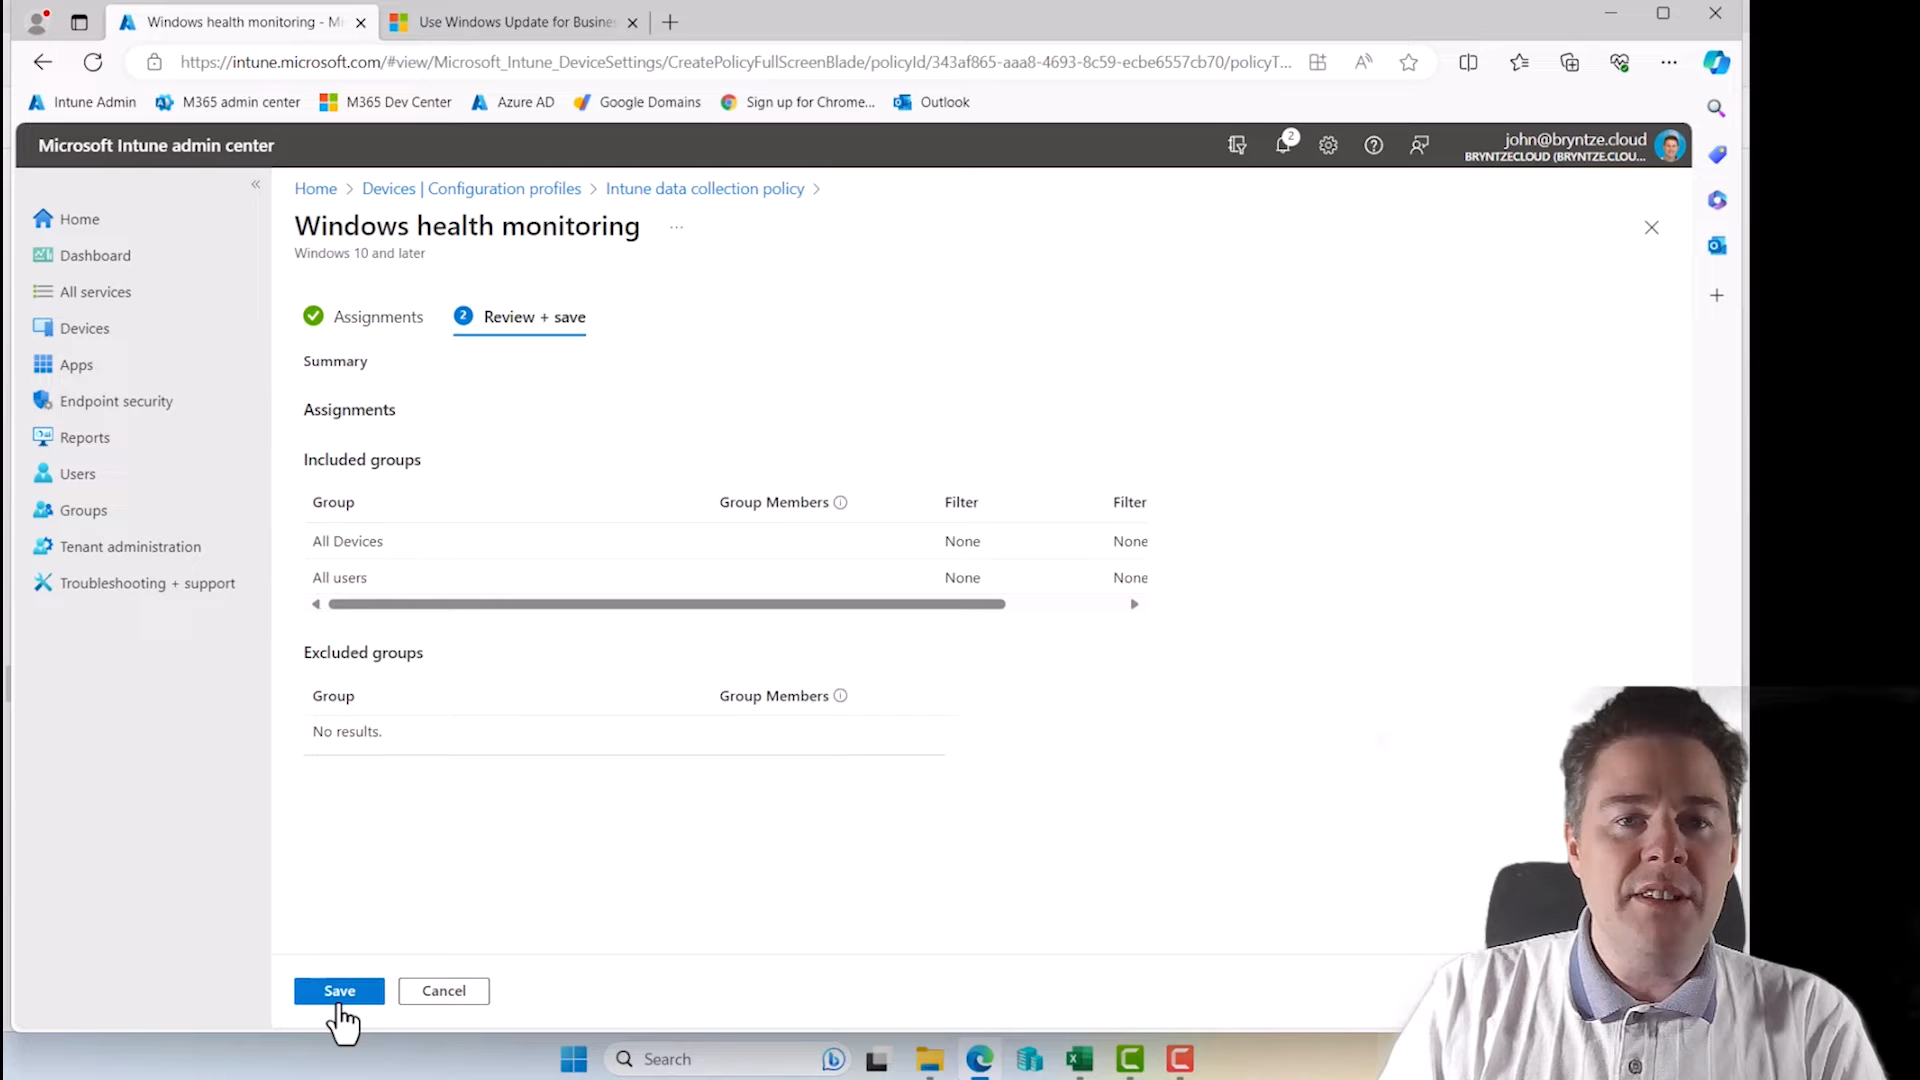 Windows health monitoring - Mi
Use Windows Update for Busine
https://intune.microsoft.com/#view/Microsoft_Intune_DeviceSettings/CreatePolicyFullScreenBlade/policyId/343af865-aaa8-4693-8c59-ecbe6557cb70/policyT...
Intune Admin M365 admin center M365 Dev Center Azure AD Google Domains Sign up for Chrome... Outlook
Microsoft Intune admin center
2
john@bryntze.cloud
BRYNTZECLOUD (BRYNTZE.CLOU...
Home > Devices | Configuration profiles > Intune data collection policy >
Windows health monitoring ...
Windows 10 and later
Home
Dashboard
All services
Devices
Apps
Endpoint security
Reports
Users
Groups
Tenant administration
Troubleshooting + support
Assignments 2 Review + save
Summary
Assignments
Included groups
Group Group Members Filter Filter
All Devices None None
All users None None
Excluded groups
Group Group Members
No results.
Save Cancel
Search